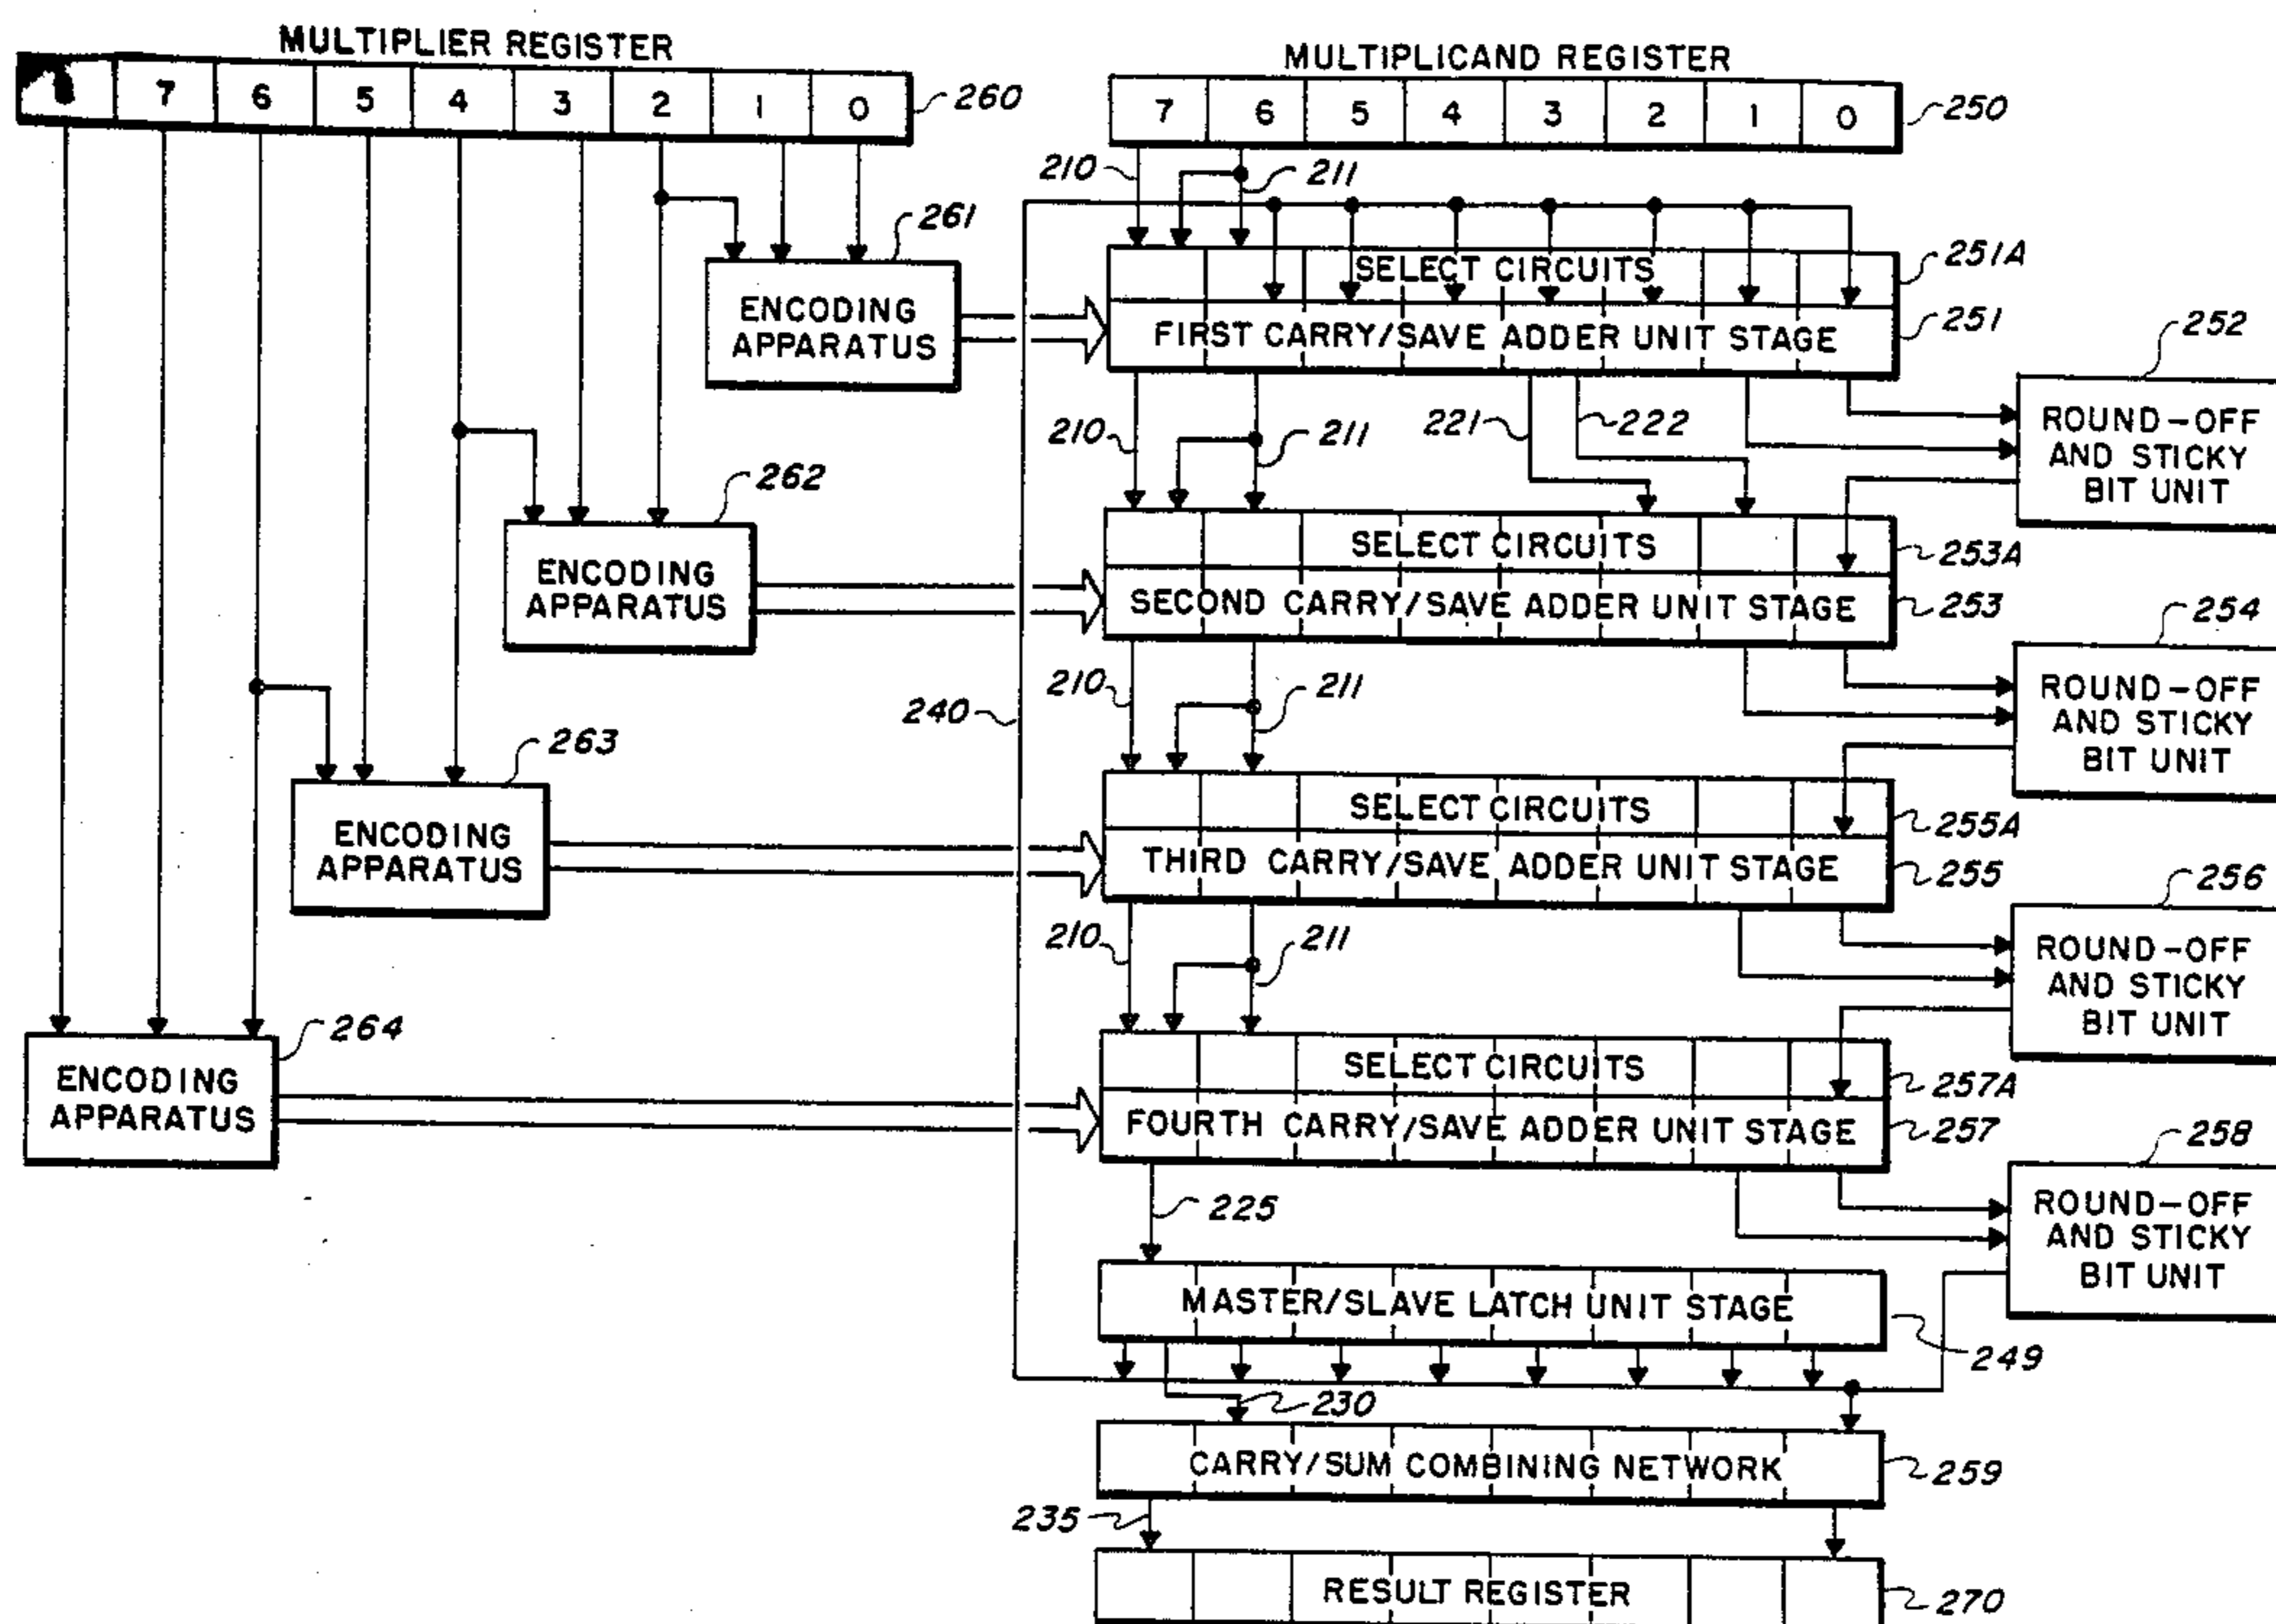 MULTIPLIER REGISTER
7 6 5 4 3 2 1 0
260
MULTIPLICAND REGISTER
7 6 5 4 3 2 1 0
250
210
211
261
ENCODING
APPARATUS
SELECT CIRCUITS
251A
FIRST CARRY/SAVE ADDER UNIT STAGE
251
252
ROUND-OFF
AND STICKY
BIT UNIT
210
211
221
222
262
ENCODING
APPARATUS
SELECT CIRCUITS
253A
SECOND CARRY/SAVE ADDER UNIT STAGE
253
254
ROUND-OFF
AND STICKY
BIT UNIT
210
211
240
263
ENCODING
APPARATUS
SELECT CIRCUITS
255A
THIRD CARRY/SAVE ADDER UNIT STAGE
255
256
ROUND-OFF
AND STICKY
BIT UNIT
210
211
264
ENCODING
APPARATUS
SELECT CIRCUITS
257A
FOURTH CARRY/SAVE ADDER UNIT STAGE
257
258
ROUND-OFF
AND STICKY
BIT UNIT
225
MASTER/SLAVE LATCH UNIT STAGE
249
230
CARRY/SUM COMBINING NETWORK
259
235
RESULT REGISTER
270